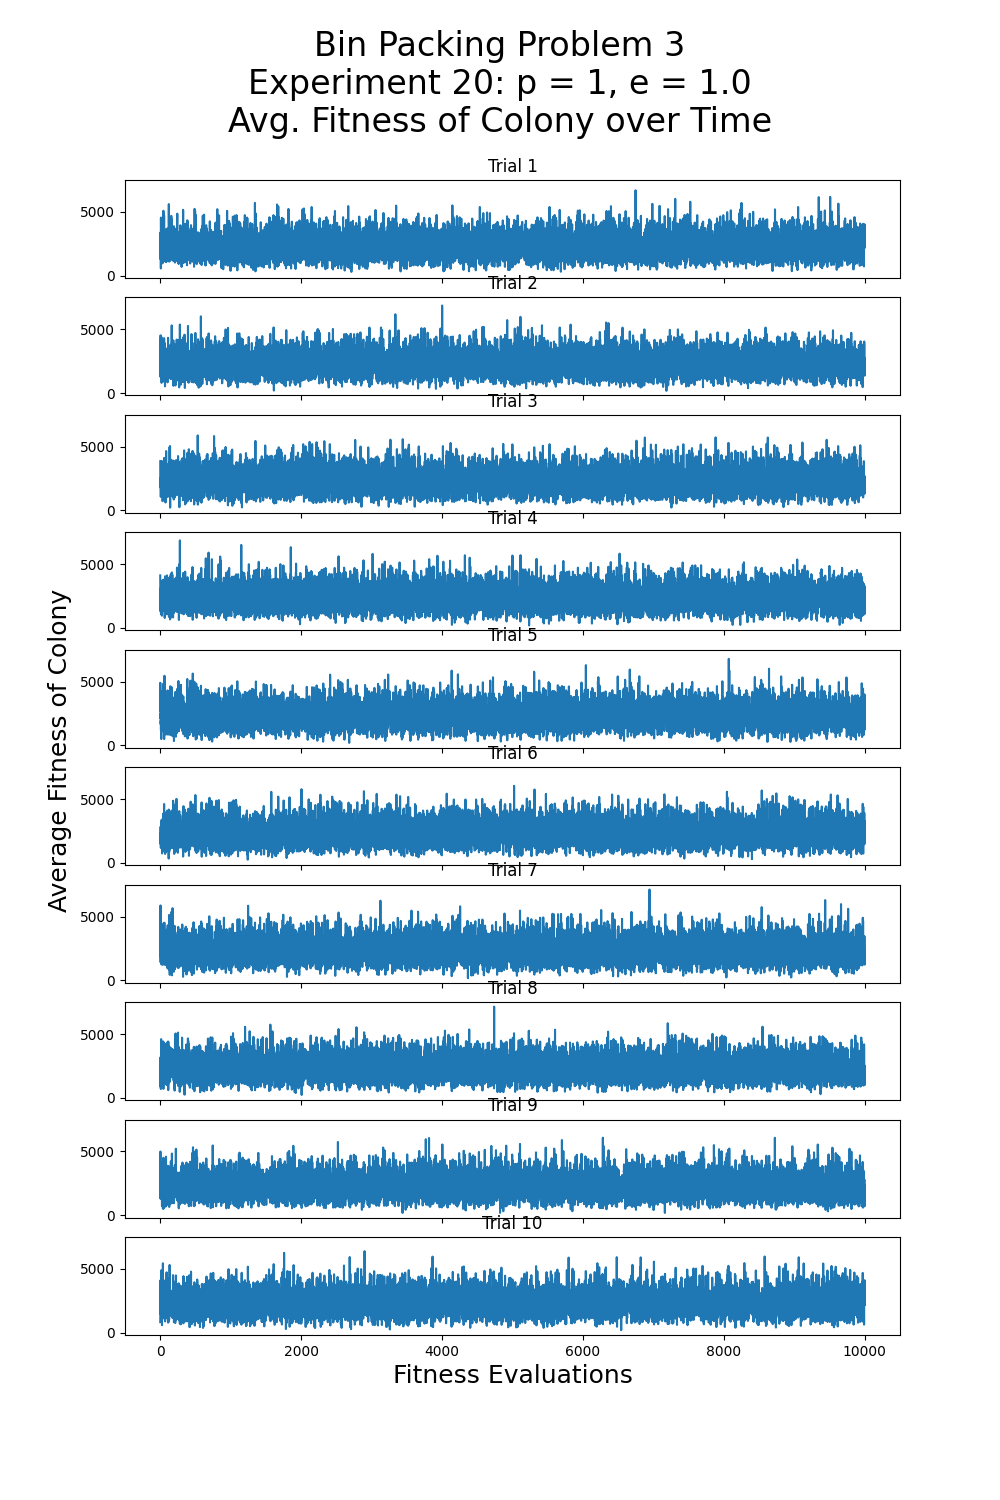 Bin Packing Problem 3
Experiment 20: p = 1, e = 1.0
Avg. Fitness of Colony over Time
Trial 1
5000
0
Trial 2
5000
0
Trial 3
5000
0
Trial 4
5000
0
Trial 5
5000
0
Trial 6
5000
0
Trial 7
5000
0
Trial 8
5000
0
Trial 9
5000
0
Trial 10
5000
0
0 2000 4000 6000 8000 10000
Fitness Evaluations
Average Fitness of Colony